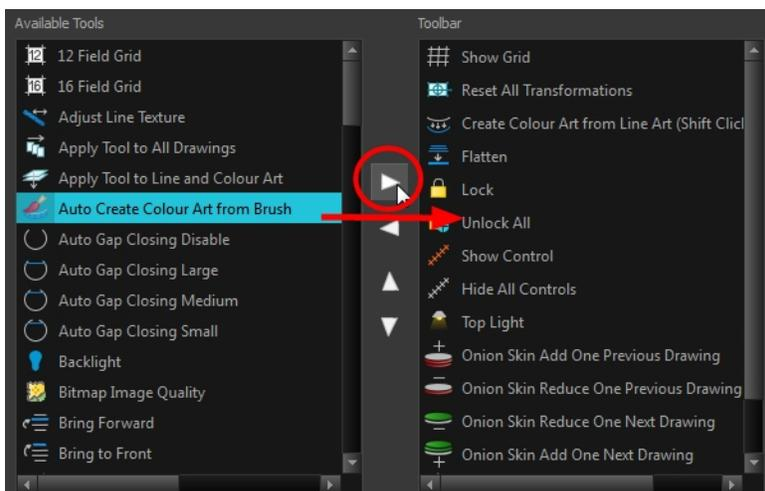 Available Tools
12 Field Grid
16 Field Grid
Adjust Line Texture
Apply Tool to All Drawings
Apply Tool to Line and Colour Art
Auto Create Colour Art from Brush
Auto Gap Closing Disable
Auto Gap Closing Large
Auto Gap Closing Medium
Auto Gap Closing Small
Backlight
Bitmap Image Quality
Bring Forward
Bring to Front
Toolbar
Show Grid
Reset All Transformations
Create Colour Art from Line Art (Shift Clicl
Flatten
Lock
Unlock All
Show Control
Hide All Controls
Top Light
Onion Skin Add One Previous Drawing
Onion Skin Reduce One Previous Drawing
Onion Skin Reduce One Next Drawing
Onion Skin Add One Next Drawing